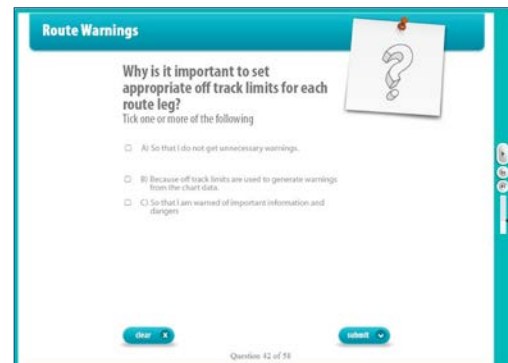 Route Warnings
Why is it important to set
appropriate off track limits for each
route leg?
Tick one or more of the following
A) So that I do not get unnecessary warnings.
B) Because off track limits are used to generate warnings
from the chart data.
C) So that I am warned of important information and
dangers
clear X
submit
Question 42 of 58